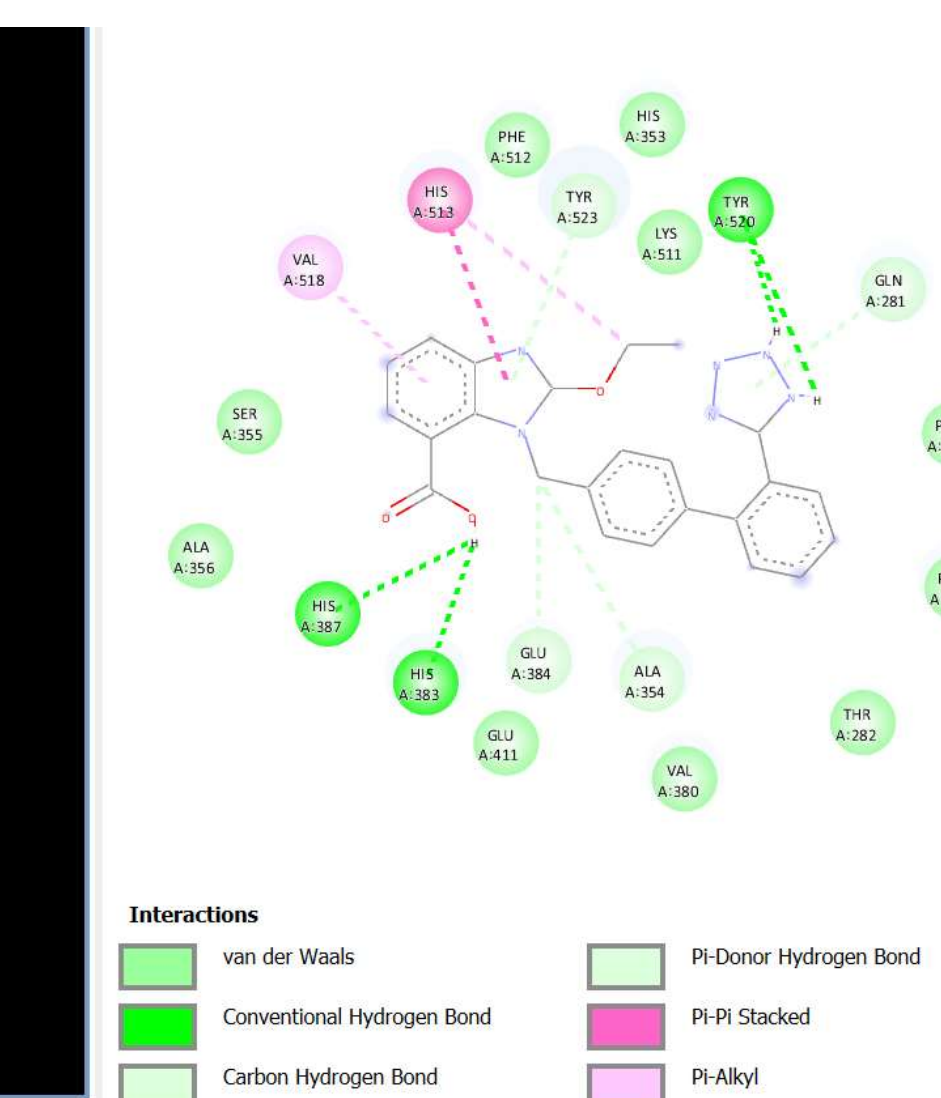 HIS
A:353
PHE
A:512
HIS
A:513
TYR
A:523
TYR
A:520
LYS
A:511
VAL
A:518
GLN
A:281
N
H
N
N
O
N
H
N
N
SER
A:355
P
A:
O
O
H
ALA
A:356
HIS
A:387
GLU
A:384
HIS
A:383
ALA
A:354
GLU
A:411
THR
A:282
VAL
A:380
Interactions
van der Waals
Pi-Donor Hydrogen Bond
Conventional Hydrogen Bond
Pi-Pi Stacked
Carbon Hydrogen Bond
Pi-Alkyl